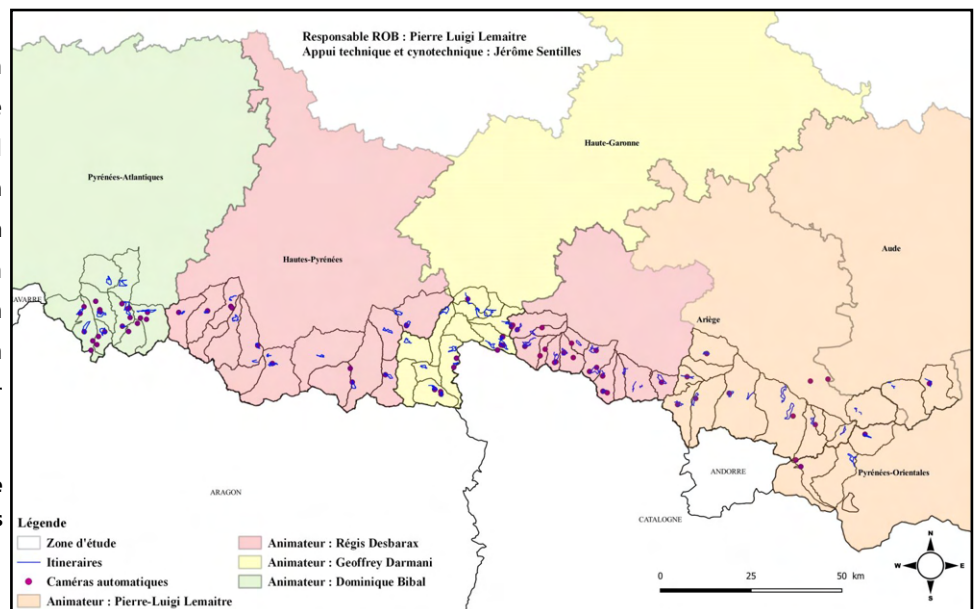 Responsable ROB : Pierre Luigi Lemaitre
Appui technique et cynotechnique : Jérôme Sentilles
Haute-Garonne
Pyrénées-Atlantiques
Aude
Hautes-Pyrénées
AVARRE
Ariège
ANDORRE
Pyrénées-Orientales
ARAGON
CATALOGNE
Légende
Zone d'étude
Itineraires
Caméras automatiques
Animateur : Pierre-Luigi Lemaitre
Animateur : Régis Desbarax
Animateur : Geoffrey Darmani
Animateur : Dominique Bibal
N
W E
S
0 25 50 km